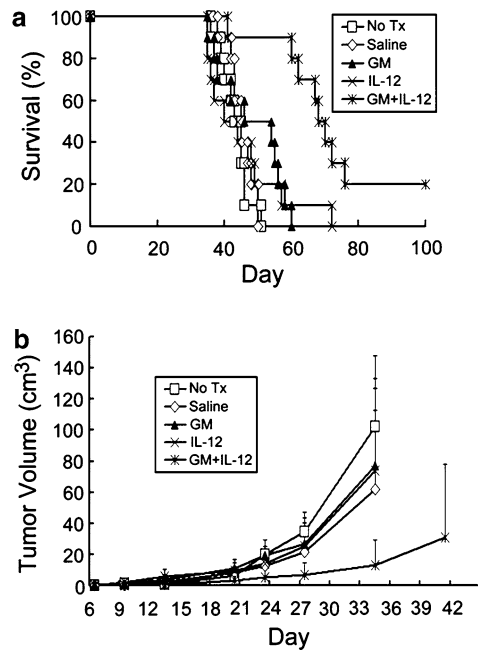 a
Survival (%)
100
80
60
40
20
0
No Tx
Saline
GM
IL-12
GM+IL-12
0 20 40 60 80 100
Day
b
Tumor Volume (cm³)
160
140
120
100
80
60
40
20
0
No Tx
Saline
GM
IL-12
GM+IL-12
6 9 12 15 18 21 24 27 30 33 36 39 42
Day